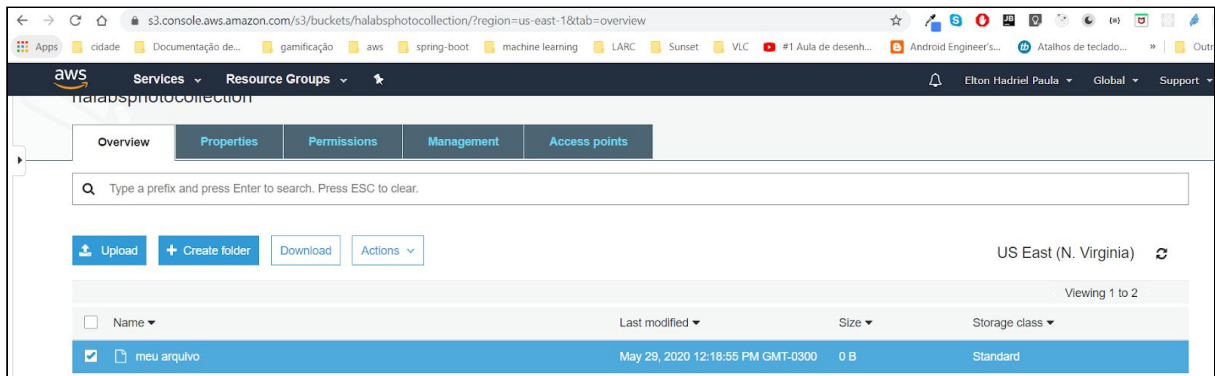 s3.console.aws.amazon.com/s3/buckets/halabsphotocollection/?region=us-east-1&tab=overview
Apps cidade Documentação de... gamificação aws spring-boot machine learning LARC Sunset VLC #1 Aula de desenh... Android Engineer's... Atalhos de teclado... » Outr
aws Services Resource Groups Elton Hadriel Paula Global Support
halabsphotocollection
Overview Properties Permissions Management Access points
Type a prefix and press Enter to search. Press ESC to clear.
Upload + Create folder Download Actions US East (N. Virginia)
Viewing 1 to 2
Name Last modified Size Storage class
meu arquivo May 29, 2020 12:18:55 PM GMT-0300 0 B Standard